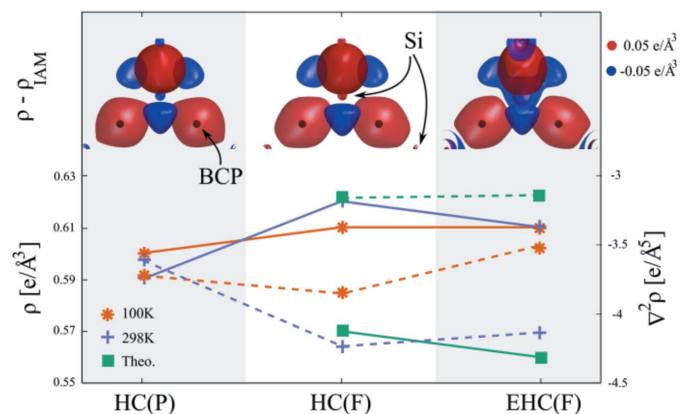 Si
0.05 e/Å³
-0.05 e/Å³
ρ - ρIAM
BCP
0.63
0.61
0.59
0.57
0.55
ρ [e/Å³]
100K
298K
Theo.
-3
-3.5
-4
-4.5
∇²ρ [e/Å⁵]
HC(P)
HC(F)
EHC(F)